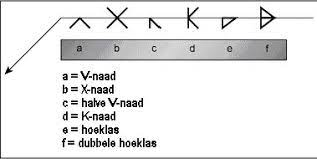 a b c d e f
a = V-naad
b = X-naad
c = halve V-naad
d = K-naad
e = hoeklas
f = dubbele hoeklas